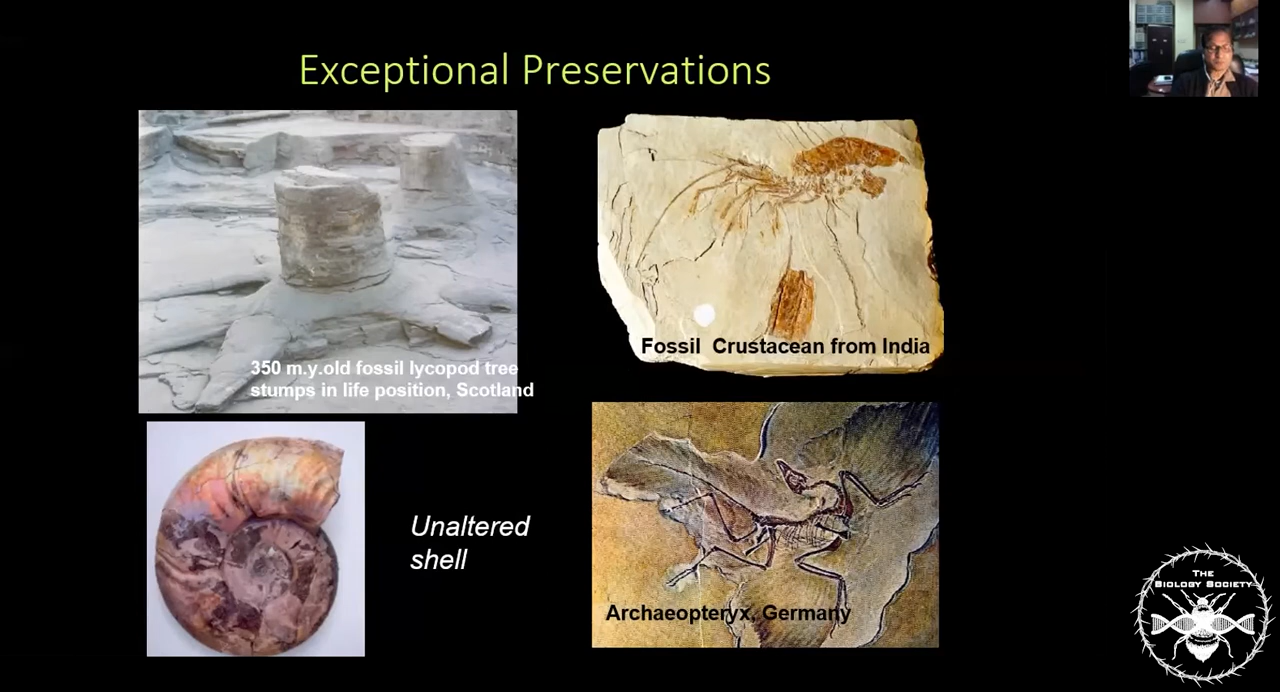 Exceptional Preservations
350 m.y.old fossil lycopod tree
stumps in life position, Scotland
Fossil  Crustacean from India
Unaltered
shell
Archaeopteryx, Germany
THE
BIOLOGY SOCIETY